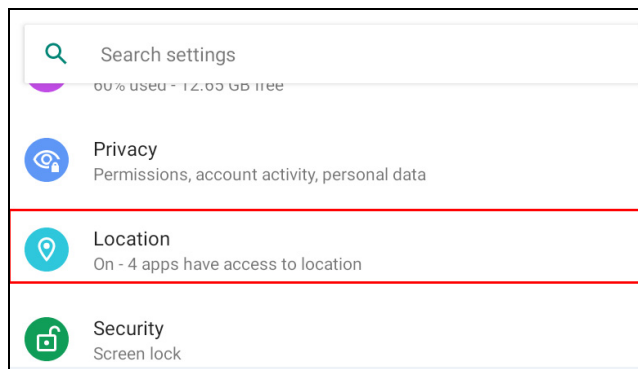 Search settings
60% used - 12.65 GB free
Privacy
Permissions, account activity, personal data
Location
On - 4 apps have access to location
Security
Screen lock